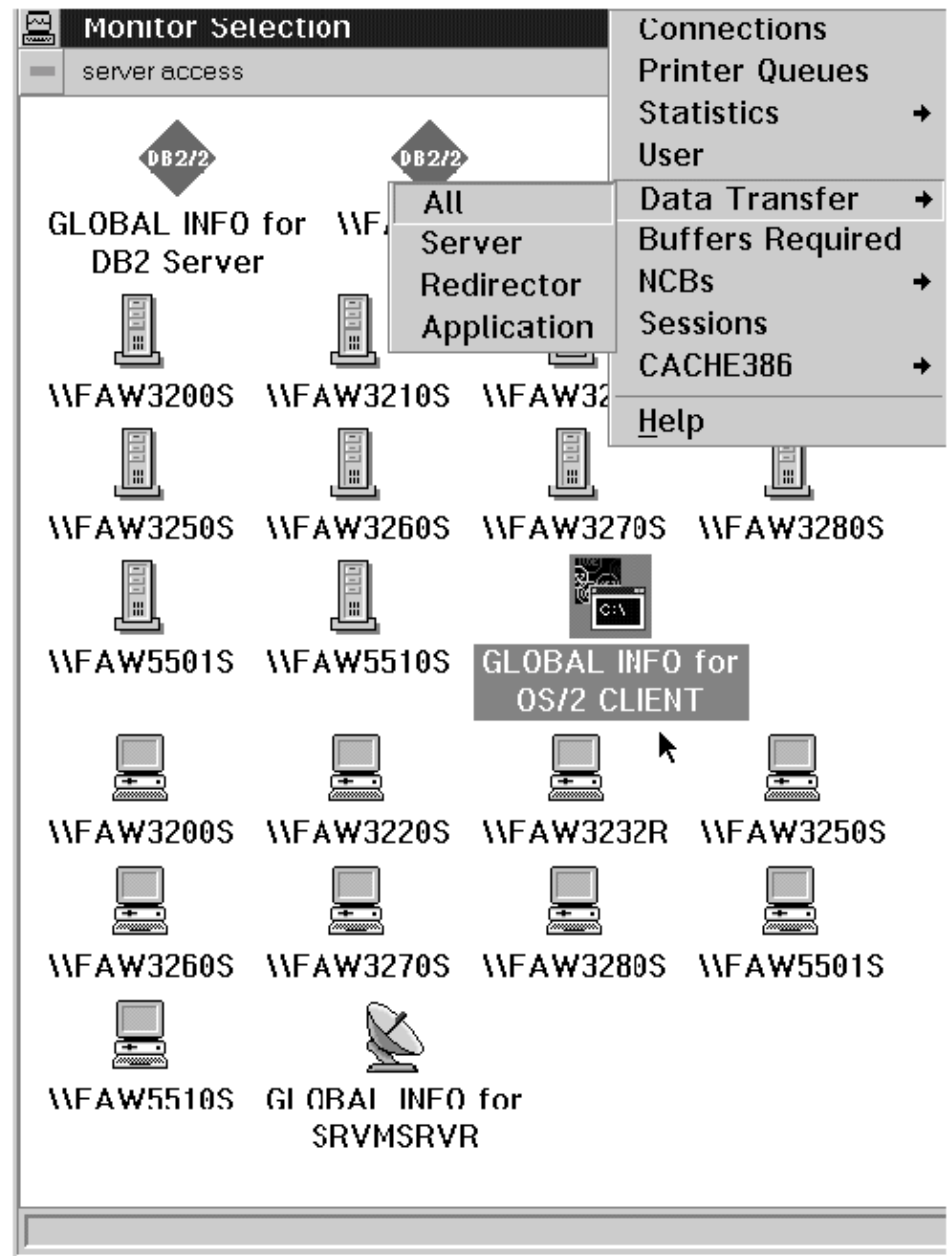 Monitor Selection
server access
Connections
Printer Queues
Statistics
User
Data Transfer
Buffers Required
NCBs
Sessions
CACHE386
Help
All
Server
Redirector
Application
DB2/2
DB2/2
GLOBAL INFO for
DB2 Server
\\FAW3200S \\FAW3210S
\\FAW3250S \\FAW3260S \\FAW3270S \\FAW3280S
C:\
\\FAW5501S \\FAW5510S GLOBAL INFO for
OS/2 CLIENT
\\FAW3200S \\FAW3220S \\FAW3232R \\FAW3250S
\\FAW3260S \\FAW3270S \\FAW3280S \\FAW5501S
\\FAW5510S GLOBAL INFO for
SRVMSRVR